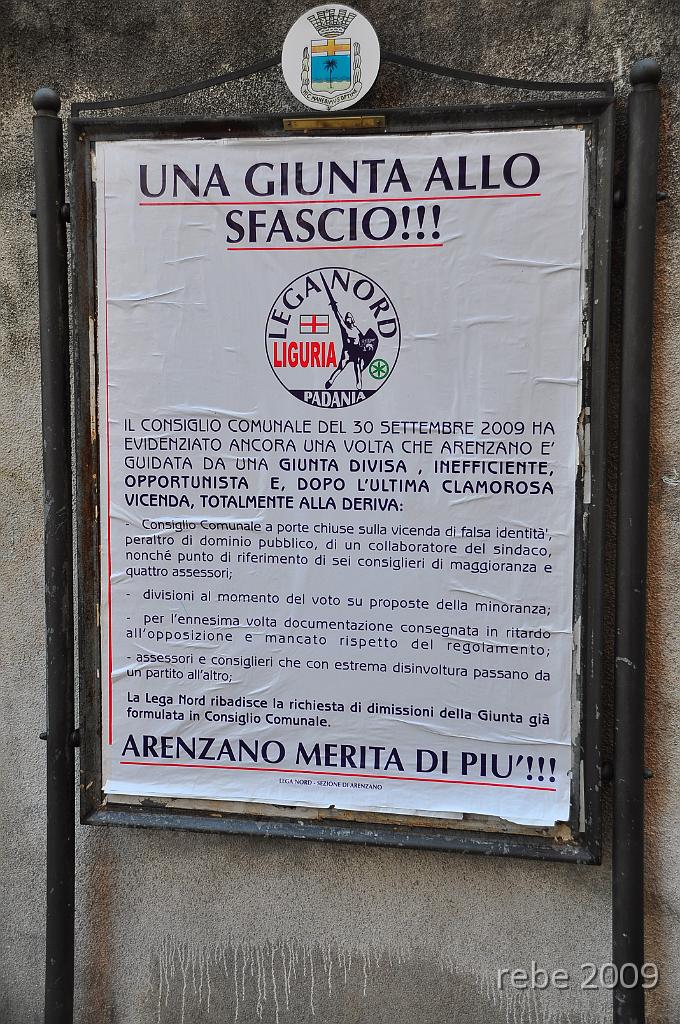 UNA GIUNTA ALLO
SFASCIO!!!
LEGA NORD
LIGURIA
PADANIA
IL CONSIGLIO COMUNALE DEL 30 SETTEMBRE 2009 HA
EVIDENZIATO ANCORA UNA VOLTA CHE ARENZANO E'
GUIDATA DA UNA GIUNTA DIVISA , INEFFICIENTE,
OPPORTUNISTA E, DOPO L'ULTIMA CLAMOROSA
VICENDA, TOTALMENTE ALLA DERIVA:
- Consiglio Comunale a porte chiuse sulla vicenda di falsa identità',
peraltro di dominio pubblico, di un collaboratore del sindaco,
nonché punto di riferimento di sei consiglieri di maggioranza e
quattro assessori;
- divisioni al momento del voto su proposte della minoranza;
- per l'ennesima volta documentazione consegnata in ritardo
all'opposizione e mancato rispetto del regolamento;
- assessori e consiglieri che con estrema disinvoltura passano da
un partito all'altro;
La Lega Nord ribadisce la richiesta di dimissioni della Giunta già
formulata in Consiglio Comunale.
ARENZANO MERITA DI PIU'!!!
LEGA NORD - SEZIONE DI ARENZANO
rebe 2009